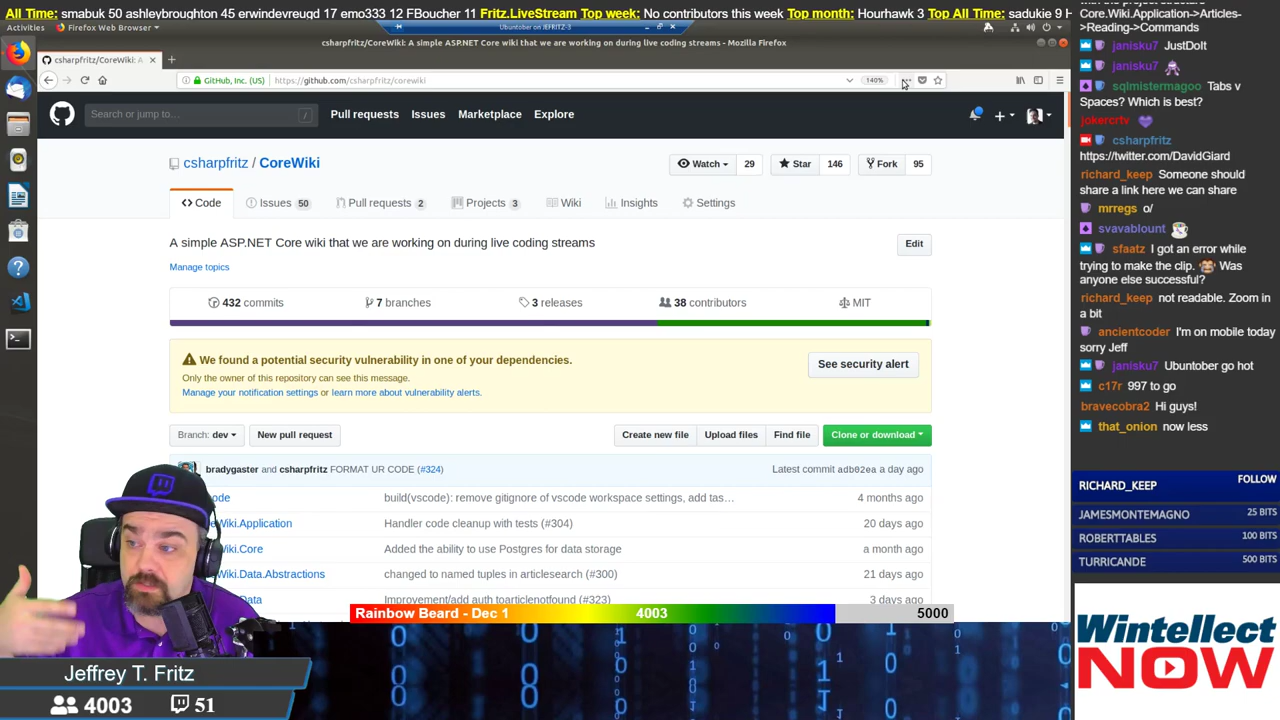 All Time: smabuk 50 ashleyboroughton 45 erwindevreugd 17 emo333 12 FBoucher 11 Fritz.LiveStream Top week: No contributors this week Top month: Hourhawk 3 Top All Time: sadukie 9 H
Activities Firefox Web Browser
Ubuntober on JEFRITZ-3
csharpfritz/CoreWiki: A simple ASP.NET Core wiki that we are working on during live coding streams - Mozilla Firefox
csharpfritz/CoreWiki: A
GitHub, Inc. (US) https://github.com/csharpfritz/corewiki 140%
Search or jump to... / Pull requests Issues Marketplace Explore
csharpfritz / CoreWiki Watch 29 Star 146 Fork 95
Code Issues 50 Pull requests 2 Projects 3 Wiki Insights Settings
A simple ASP.NET Core wiki that we are working on during live coding streams Edit
Manage topics
432 commits 7 branches 3 releases 38 contributors MIT
We found a potential security vulnerability in one of your dependencies.
Only the owner of this repository can see this message.
Manage your notification settings or learn more about vulnerability alerts.
See security alert
Branch: dev New pull request Create new file Upload files Find file Clone or download
bradygaster and csharpfritz FORMAT UR CODE (#324) Latest commit adb02ea a day ago
ode build(vscode): remove gitignore of vscode workspace settings, add tas… 4 months ago
eWiki.Application Handler code cleanup with tests (#304) 20 days ago
Wiki.Core Added the ability to use Postgres for data storage a month ago
Wiki.Data.Abstractions changed to named tuples in articlesearch (#300) 21 days ago
Data Improvement/add auth toarticlenotfound (#323) 3 days ago
Rainbow Beard - Dec 1 4003 5000
Jeffrey T. Fritz
4003 51
Core.Wiki.Application->Articles-
>Reading->Commands
janisku7 JustDoIt
janisku7
sqlmistermagoo Tabs v
Spaces? Which is best?
jokercrtv
csharpfritz
https://twitter.com/DavidGiard
richard_keep Someone should
share a link here we can share
mrregs o/
svavablount
sfaatz I got an error while
trying to make the clip. Was
anyone else successful?
richard_keep not readable. Zoom in
a bit
ancientcoder I'm on mobile today
sorry Jeff
janisku7 Ubuntober go hot
c17r 997 to go
bravecobra2 Hi guys!
that_onion now less
RICHARD_KEEP FOLLOW
JAMESMONTEMAGNO 25 BITS
ROBERTTABLES 100 BITS
TURRICANDE 500 BITS
Wintellect
NOW